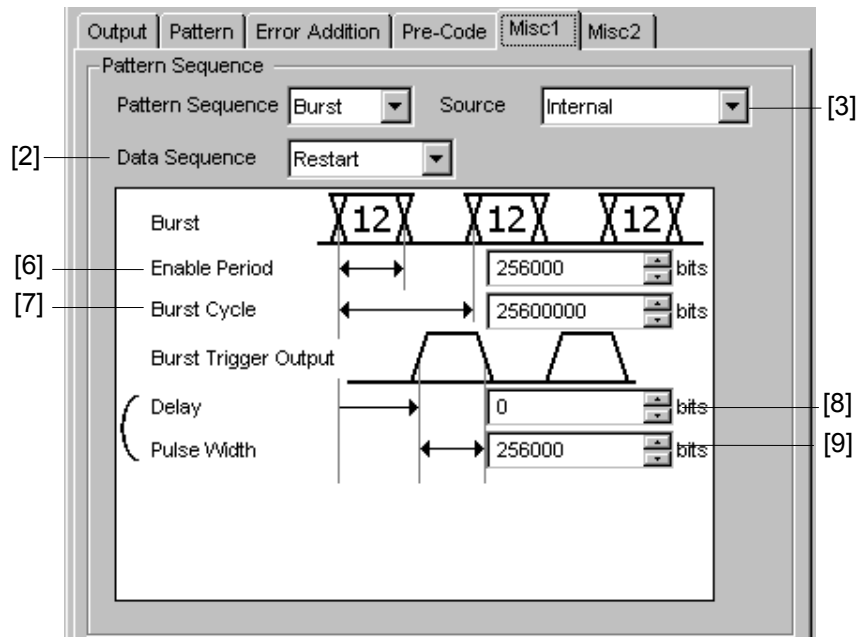 Output Pattern Error Addition Pre-Code Misc1 Misc2
Pattern Sequence
Pattern Sequence Burst Source Internal [3]
[2] Data Sequence Restart
Burst 12 12 12
[6] Enable Period 256000 bits
[7] Burst Cycle 25600000 bits
Burst Trigger Output
Delay 0 bits [8]
Pulse Width 256000 bits [9]